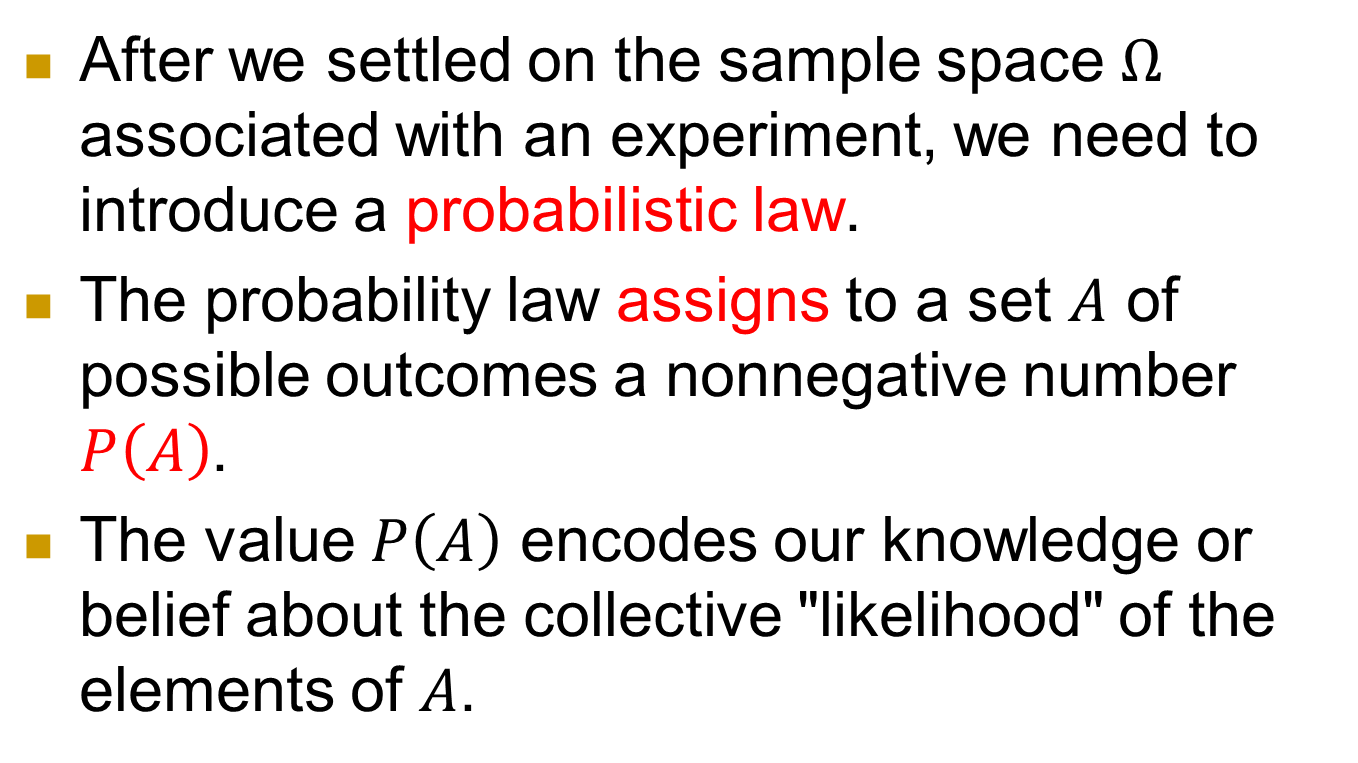 After we settled on the sample space Ω
associated with an experiment, we need to
introduce a probabilistic law.
The probability law assigns to a set A of
possible outcomes a nonnegative number
P(A).
The value P(A) encodes our knowledge or
belief about the collective "likelihood" of the
elements of A.